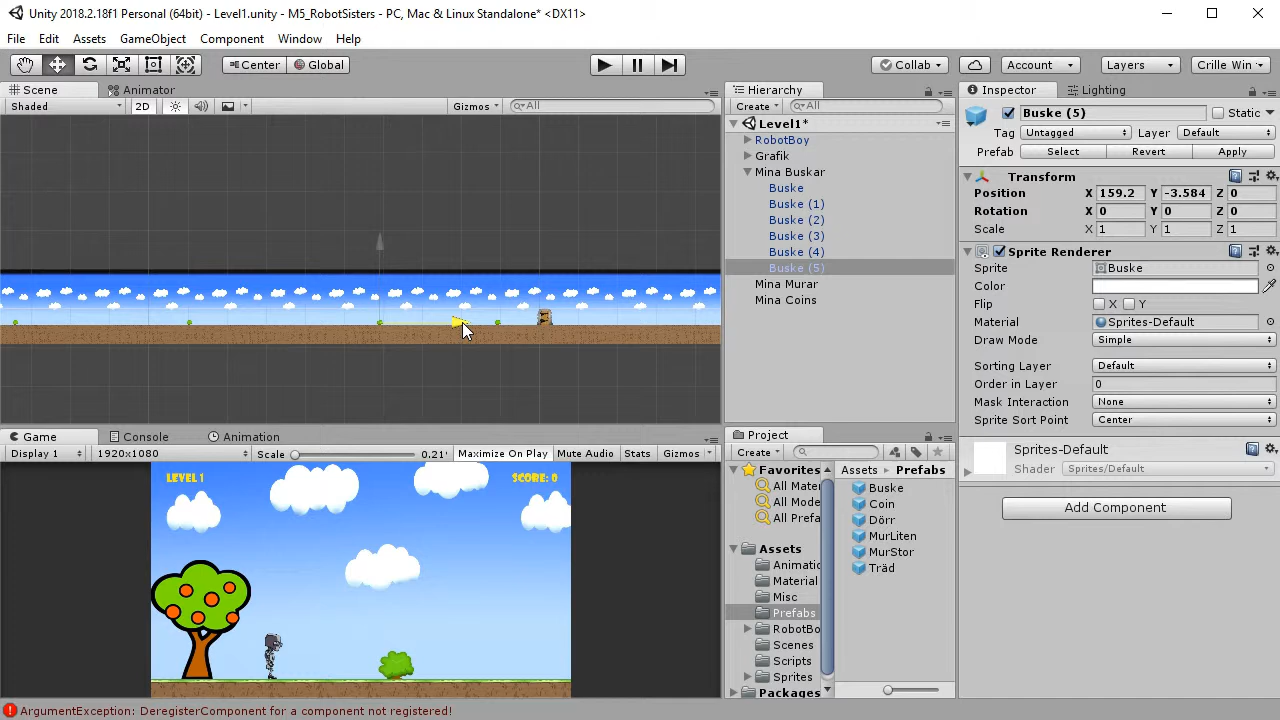 Unity 2018.2.18f1 Personal (64bit) - Level1.unity - M5_RobotSisters - PC, Mac & Linux Standalone* <DX11>
File Edit Assets GameObject Component Window Help
Center Global Collab Account Layers Crille Win
Scene Animator
Shaded 2D Gizmos All
Hierarchy
Create All
Level1*
RobotBoy
Grafik
Mina Buskar
Buske
Buske (1)
Buske (2)
Buske (3)
Buske (4)
Buske (5)
Mina Murar
Mina Coins
Inspector Lighting
Buske (5) Static
Tag Untagged Layer Default
Prefab Select Revert Apply
Transform
Position X 159.2 Y -3.584 Z 0
Rotation X 0 Y 0 Z 0
Scale X 1 Y 1 Z 1
Sprite Renderer
Sprite Buske
Color
Flip X Y
Material Sprites-Default
Draw Mode Simple
Sorting Layer Default
Order in Layer 0
Mask Interaction None
Sprite Sort Point Center
Sprites-Default
Shader Sprites/Default
Add Component
Game Console Animation
Display 1 1920x1080 Scale 0.21' Maximize On Play Mute Audio Stats Gizmos
LEVEL 1 SCORE: 0
Project
Create
Favorites
All Mater
All Mode
All Prefa
Assets
Animatic
Material
Misc
Prefabs
RobotBo
Scenes
Scripts
Sprites
Packages
Assets Prefabs
Buske
Coin
Dörr
MurLiten
MurStor
Träd
ArgumentException: DeregisterComponent for a component not registered!